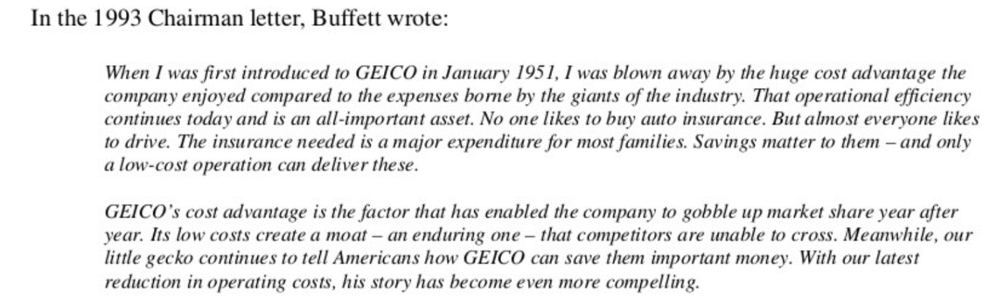 In the 1993 Chairman letter, Buffett wrote:
When I was first introduced to GEICO in January 1951, I was blown away by the huge cost advantage the
company enjoyed compared to the expenses borne by the giants of the industry. That operational efficiency
continues today and is an all-important asset. No one likes to buy auto insurance. But almost everyone likes
to drive. The insurance needed is a major expenditure for most families. Savings matter to them – and only
a low-cost operation can deliver these.
GEICO’s cost advantage is the factor that has enabled the company to gobble up market share year after
year. Its low costs create a moat – an enduring one – that competitors are unable to cross. Meanwhile, our
little gecko continues to tell Americans how GEICO can save them important money. With our latest
reduction in operating costs, his story has become even more compelling.